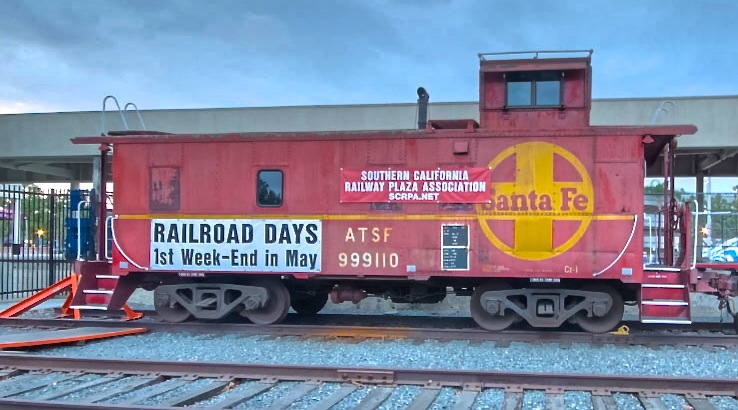 SOUTHERN CALIFORNIA
RAILWAY PLAZA ASSOCIATION
SCRPA.NET
Santa Fe
RAILROAD DAYS
1st Week-End in May
ATSF
999110